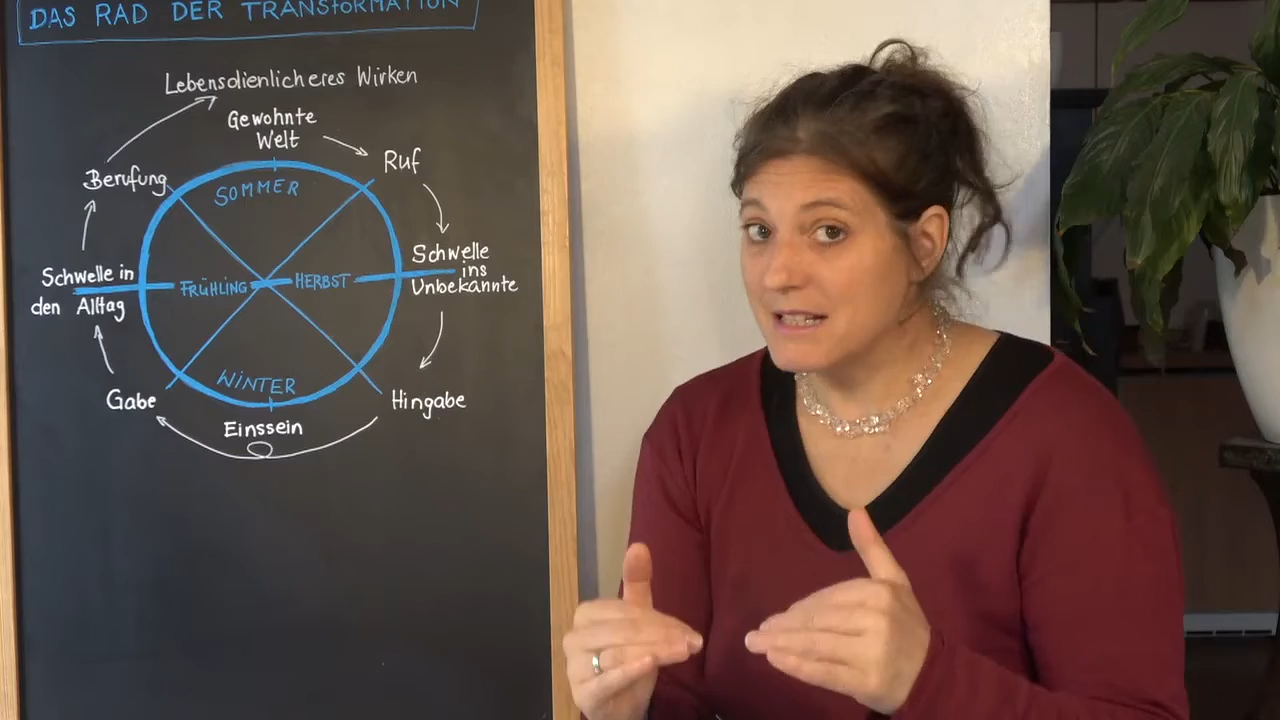 DAS RAD DER TRANSFORMATION
Lebensdienlicheres Wirken
Gewohnte
Welt
Ruf
Berufung
SOMMER
Schwelle
ins
Unbekannte
Schwelle in
den Alltag
FRÜHLING
HERBST
WINTER
Gabe
Hingabe
Einssein